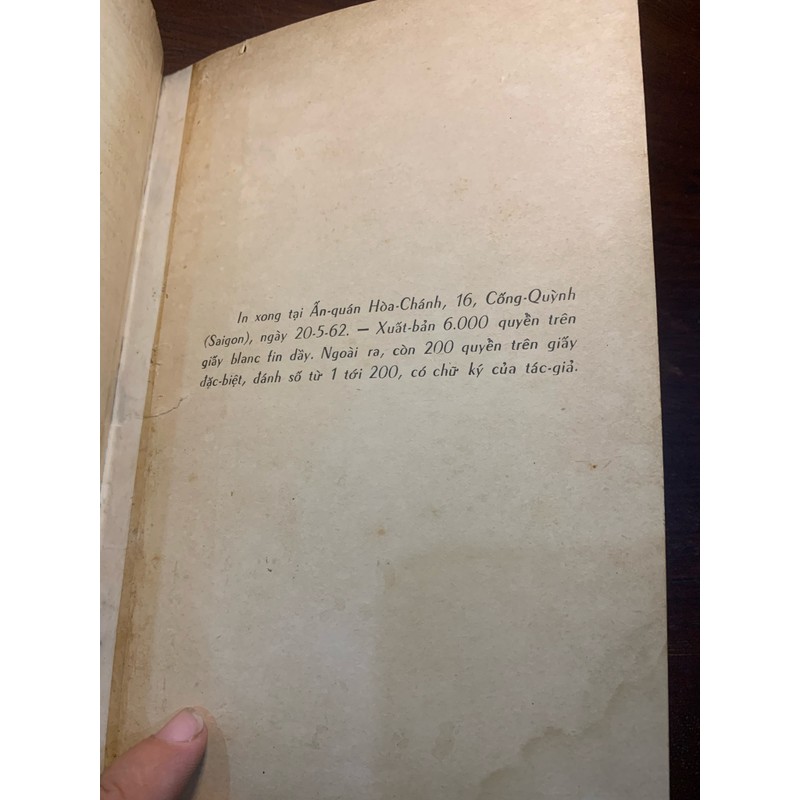 In xong tại Ấn-quán Hòa-Chánh, 16, Cống-Quỳnh
(Saigon), ngày 20-5-62. — Xuất-bản 6.000 quyển trên
giấy blanc fin dầy. Ngoài ra, còn 200 quyển trên giấy
đặc-biệt, đánh số từ 1 tới 200, có chữ ký của tác-giả.